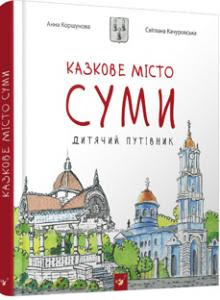 Анна Коршунова
Світлана Качуровська
КАЗКОВЕ МІСТО
СУМИ
ДИТЯЧИЙ ПУТІВНИК
КАЗКОВЕ МІСТО СУМИ